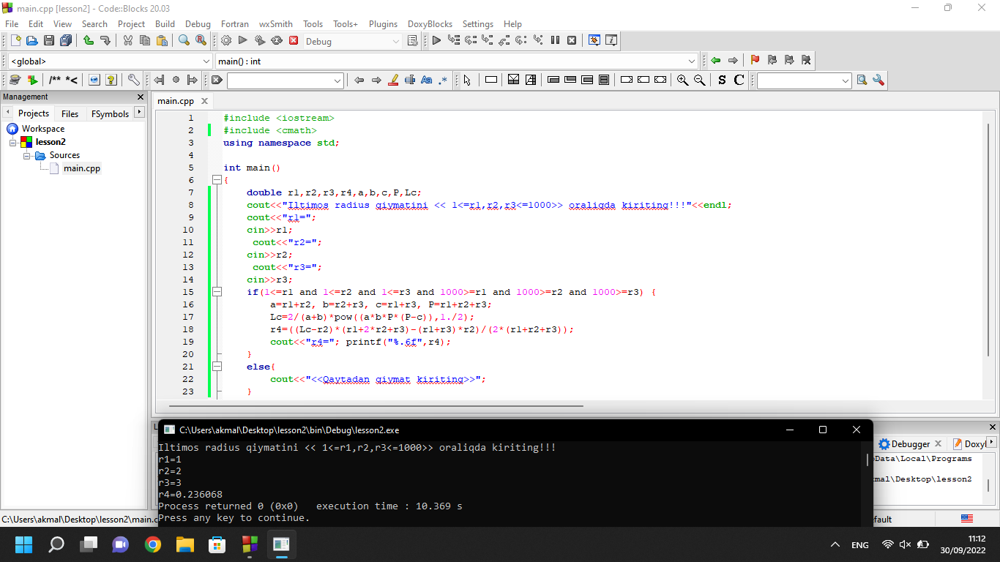 main.cpp [lesson2] - Code::Blocks 20.03
File Edit View Search Project Build Debug Fortran wxSmith Tools Tools+ Plugins DoxyBlocks Settings Help
Debug
<global> main() : int
/** *< Aa .* S C
Management
Projects Files FSymbols
Workspace
lesson2
Sources
main.cpp
main.cpp
1 #include <iostream>
2 #include <cmath>
3 using namespace std;
4
5 int main()
6 {
7 double r1,r2,r3,r4,a,b,c,P,Lc;
8 cout<<"Iltimos radius qiymatini << 1<=r1,r2,r3<=1000>> oraliqda kiriting!!!"<<endl;
9 cout<<"r1=";
10 cin>>r1;
11 cout<<"r2=";
12 cin>>r2;
13 cout<<"r3=";
14 cin>>r3;
15 if(1<=r1 and 1<=r2 and 1<=r3 and 1000>=r1 and 1000>=r2 and 1000>=r3) {
16 a=r1+r2, b=r2+r3, c=r1+r3, P=r1+r2+r3;
17 Lc=2/(a+b)*pow((a*b*P*(P-c)),1./2);
18 r4=((Lc-r2)*(r1+2*r2+r3)-(r1+r3)*r2)/(2*(r1+r2+r3));
19 cout<<"r4="; printf("%.6f",r4);
20 }
21 else{
22 cout<<"<<Qaytadan qiymat kiriting>>";
23 }
C:\Users\akmal\Desktop\lesson2\bin\Debug\lesson2.exe
Iltimos radius qiymatini << 1<=r1,r2,r3<=1000>> oraliqda kiriting!!!
r1=1
r2=2
r3=3
r4=0.236068
Process returned 0 (0x0) execution time : 10.369 s
Press any key to continue.
Debugger Doxyl
Data\Local\Programs
mal\Desktop\lesson2
C:\Users\akmal\Desktop\lesson2\main.c
fault
ENG
11:12
30/09/2022